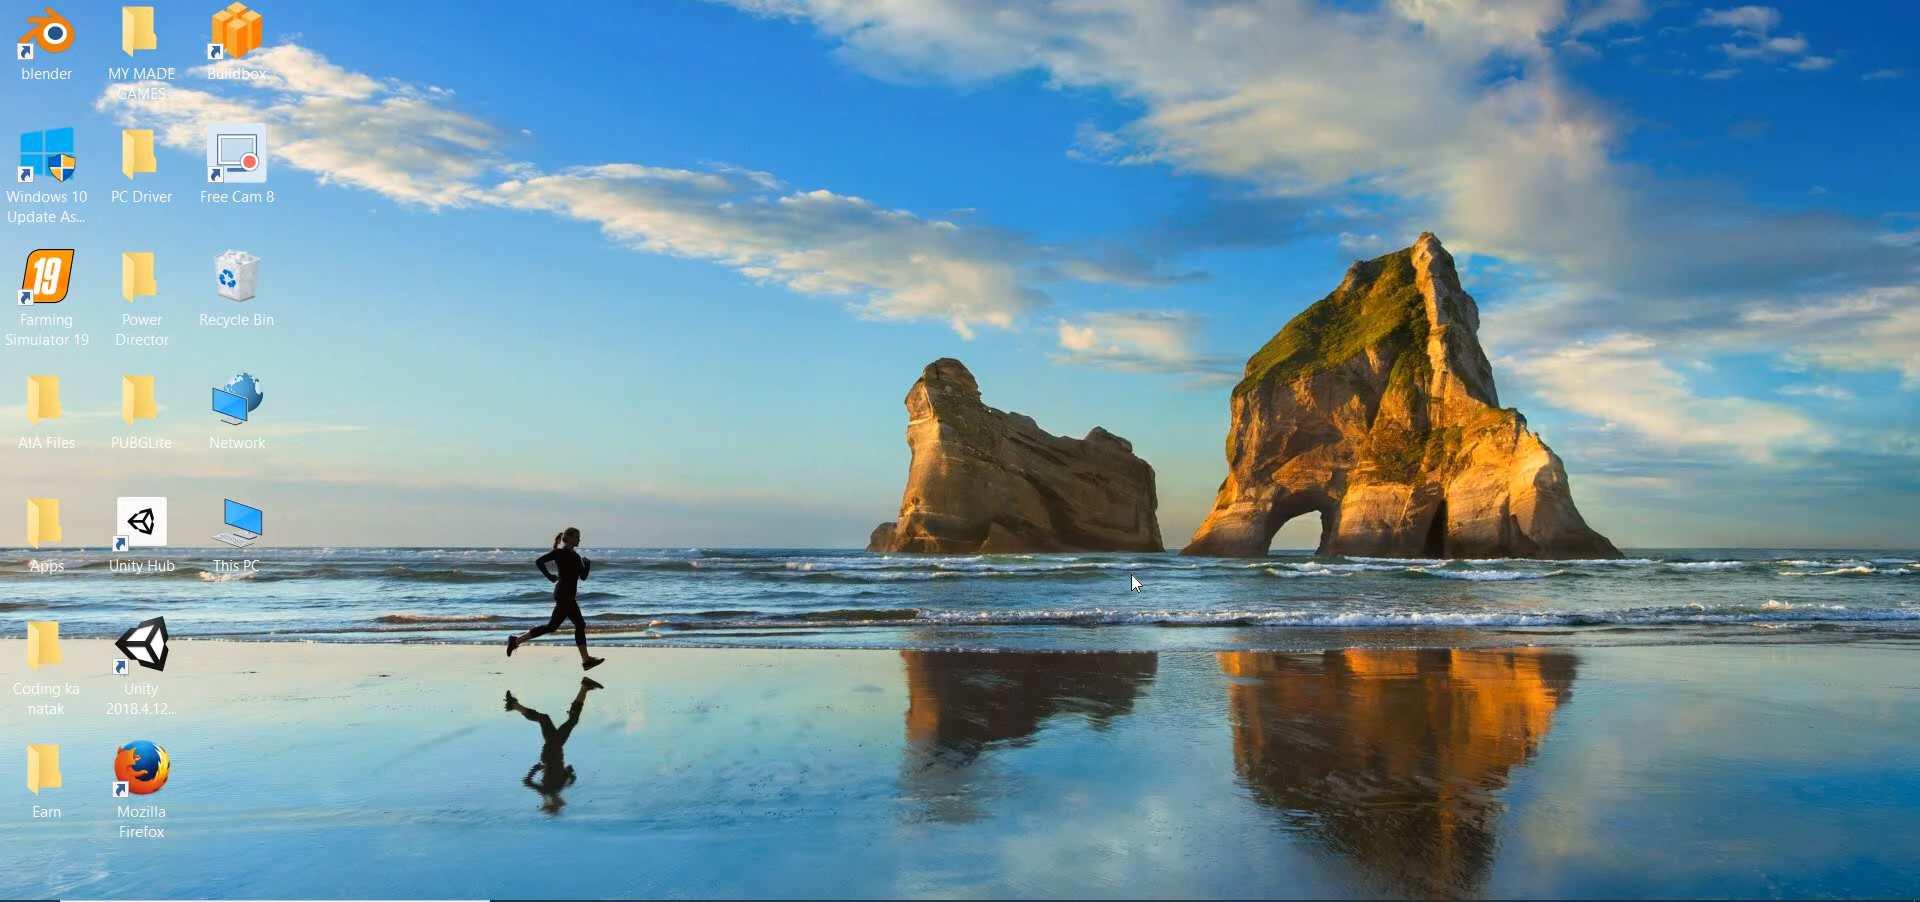 blender
MY MADE
GAMES
Buildbox
Windows 10
Update As...
PC Driver
Free Cam 8
19
Farming
Simulator 19
Power
Director
Recycle Bin
AIA Files
PUBGLite
Network
Apps
Unity Hub
This PC
Coding ka
natak
Unity
2018.4.12...
Earn
Mozilla
Firefox